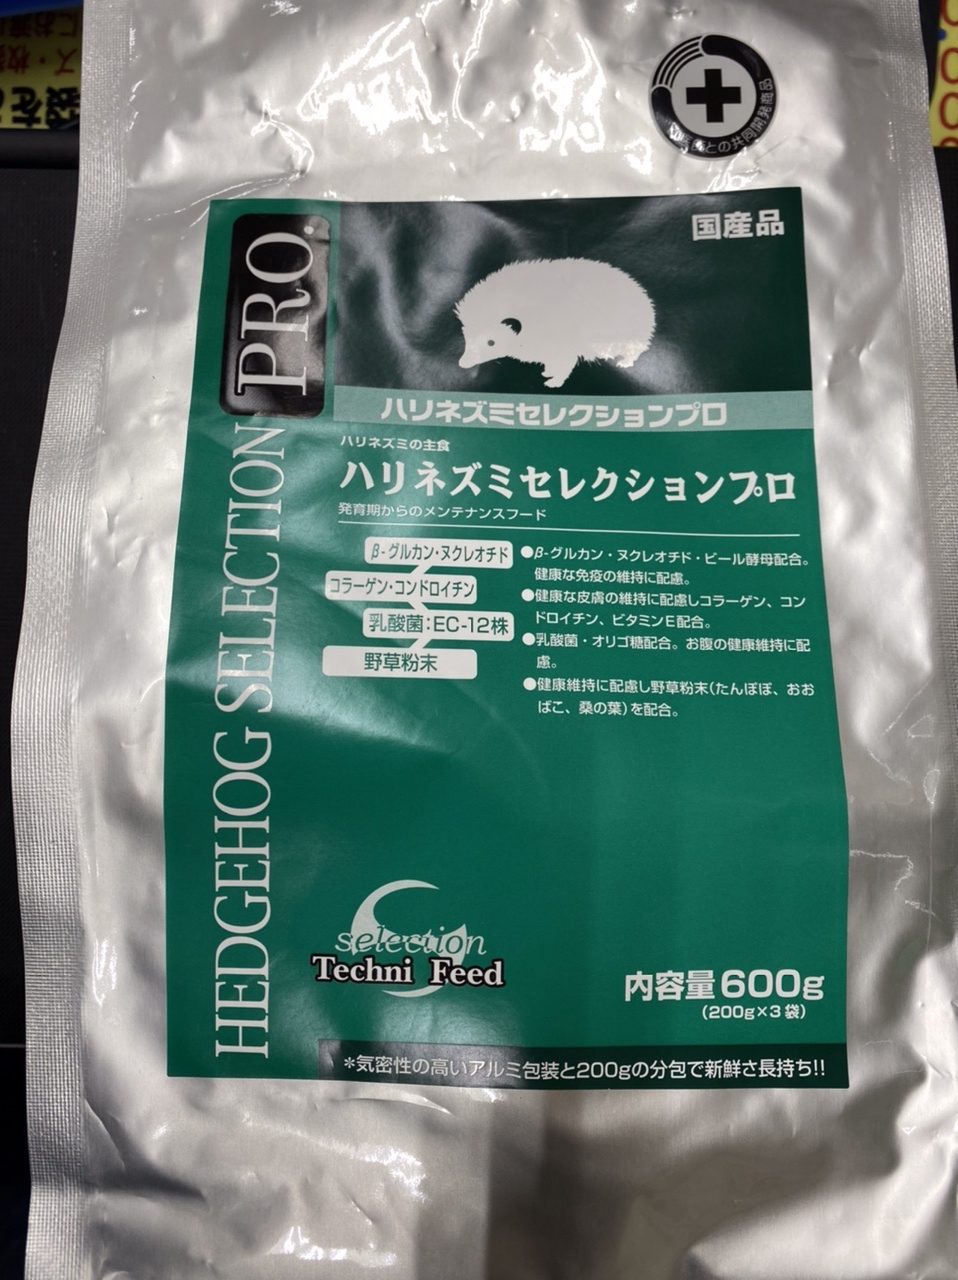 との共同開発商品
国産品
HEDGEHOG SELECTION PRO.
ハリネズミセレクションプロ
ハリネズミの主食
ハリネズミセレクションプロ
発育期からのメンテナンスフード
β-グルカン・ヌクレオチド
コラーゲン・コンドロイチン
乳酸菌:EC-12株
野草粉末
●β-グルカン・ヌクレオチド・ビール酵母配合。
健康な免疫の維持に配慮。
●健康な皮膚の維持に配慮しコラーゲン、コン
ドロイチン、ビタミンE配合。
●乳酸菌・オリゴ糖配合。お腹の健康維持に配
慮。
●健康維持に配慮し野草粉末(たんぽぽ、おお
ばこ、桑の葉)を配合。
selection
Techni Feed
内容量600g
(200g×3袋)
*気密性の高いアルミ包装と200gの分包で新鮮さ長持ち!!